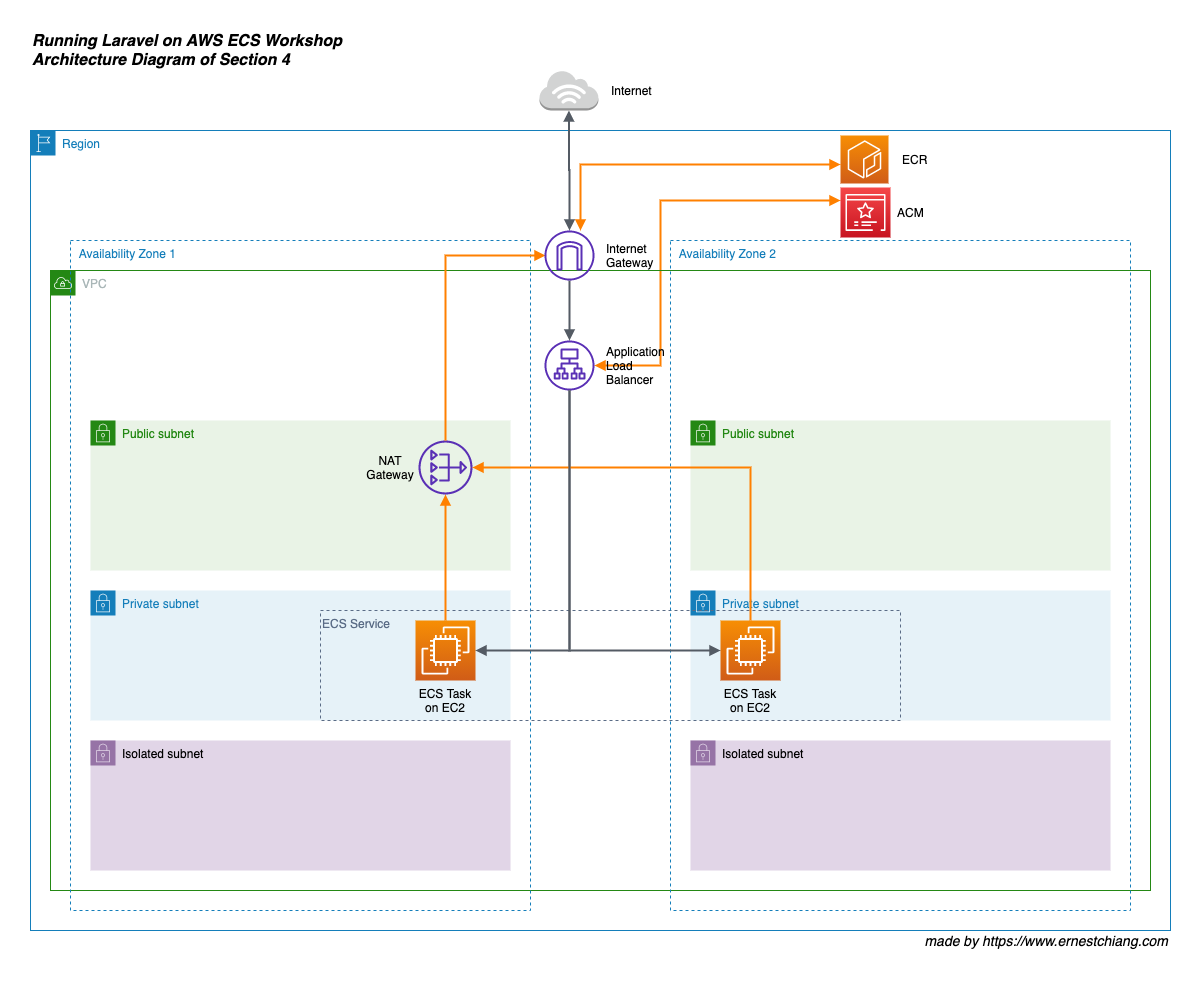 Running Laravel on AWS ECS Workshop
Architecture Diagram of Section 4
Internet
Region
ECR
ACM
Availability Zone 1
Internet
Gateway
Availability Zone 2
VPC
Application
Load
Balancer
Public subnet
Public subnet
NAT
Gateway
Private subnet
Private subnet
ECS Service
ECS Task
on EC2
ECS Task
on EC2
Isolated subnet
Isolated subnet
made by https://www.ernestchiang.com